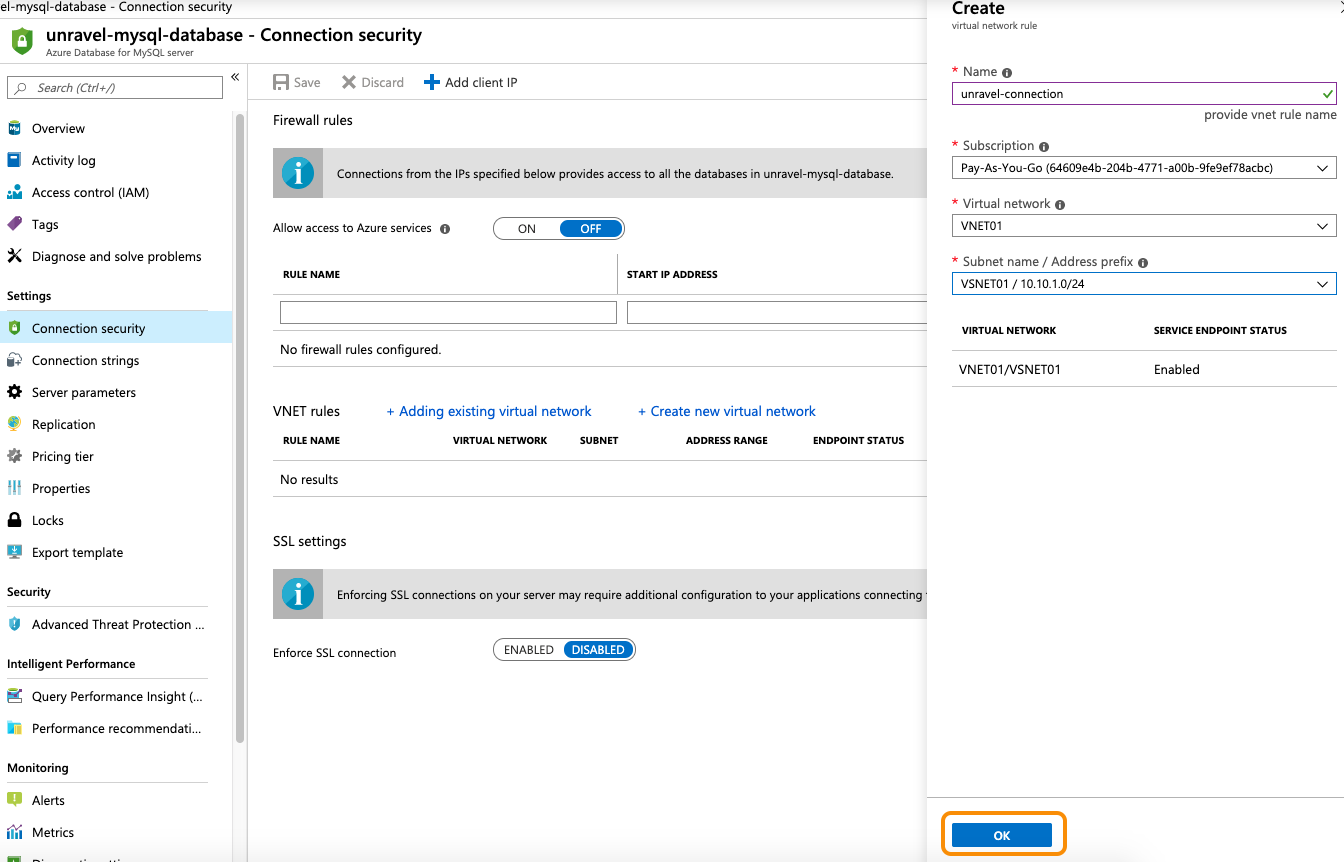 el-mysql-database - Connection security
unravel-mysql-database - Connection security
Azure Database for MySQL server
Search (Ctrl+/)
«
Overview
Activity log
Access control (IAM)
Tags
Diagnose and solve problems
Settings
Connection security
Connection strings
Server parameters
Replication
Pricing tier
Properties
Locks
Export template
Security
Advanced Threat Protection ...
Intelligent Performance
Query Performance Insight (...
Performance recommendati...
Monitoring
Alerts
Metrics
Save Discard Add client IP
Firewall rules
Connections from the IPs specified below provides access to all the databases in unravel-mysql-database.
Allow access to Azure services ON OFF
RULE NAME START IP ADDRESS
No firewall rules configured.
VNET rules + Adding existing virtual network + Create new virtual network
RULE NAME VIRTUAL NETWORK SUBNET ADDRESS RANGE ENDPOINT STATUS
No results
SSL settings
Enforcing SSL connections on your server may require additional configuration to your applications connecting
Enforce SSL connection ENABLED DISABLED
Create
virtual network rule
* Name
unravel-connection
provide vnet rule name
* Subscription
Pay-As-You-Go (64609e4b-204b-4771-a00b-9fe9ef78acbc)
* Virtual network
VNET01
* Subnet name / Address prefix
VSNET01 / 10.10.1.0/24
VIRTUAL NETWORK SERVICE ENDPOINT STATUS
VNET01/VSNET01 Enabled
OK